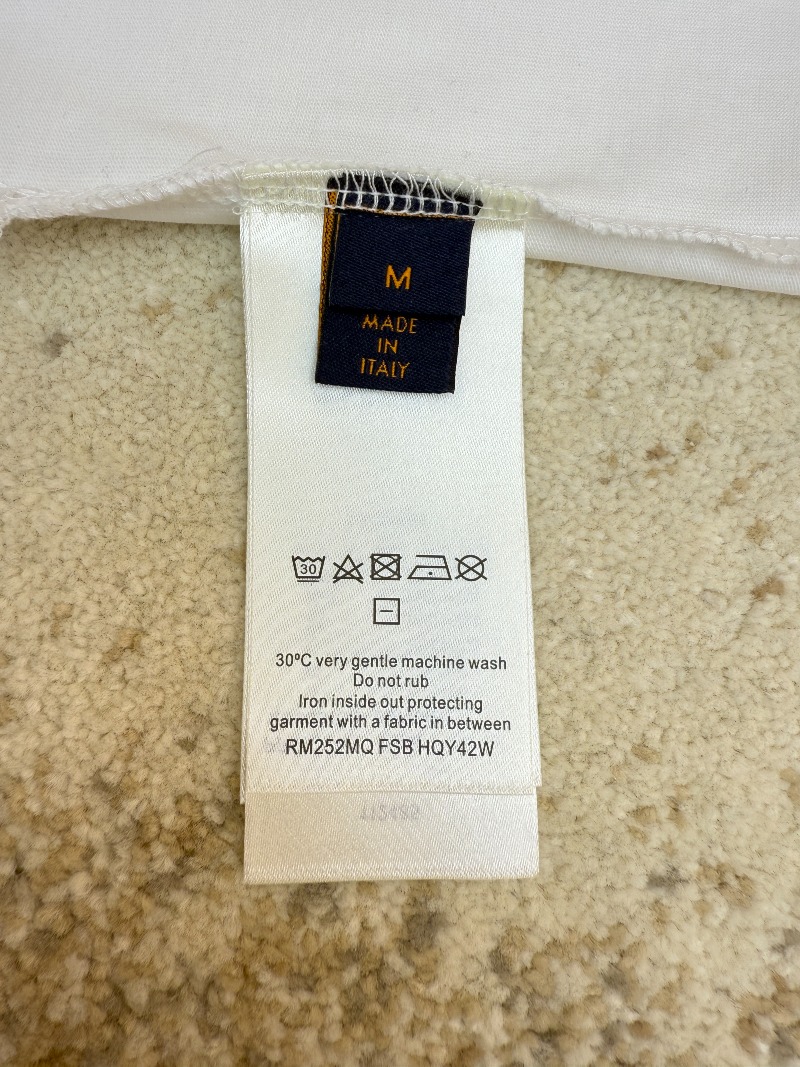 M
MADE
IN
ITALY
30
30ºC very gentle machine wash
Do not rub
Iron inside out protecting
garment with a fabric in between
RM252MQ FSB HQY42W